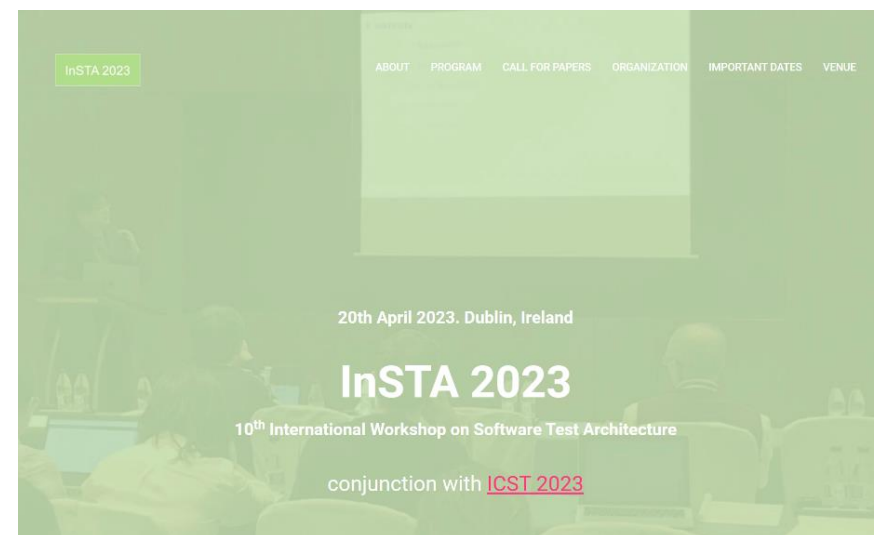 InSTA 2023
ABOUT PROGRAM CALL FOR PAPERS ORGANIZATION IMPORTANT DATES VENUE
20th April 2023. Dublin, Ireland
InSTA 2023
10th International Workshop on Software Test Architecture
conjunction with ICST 2023